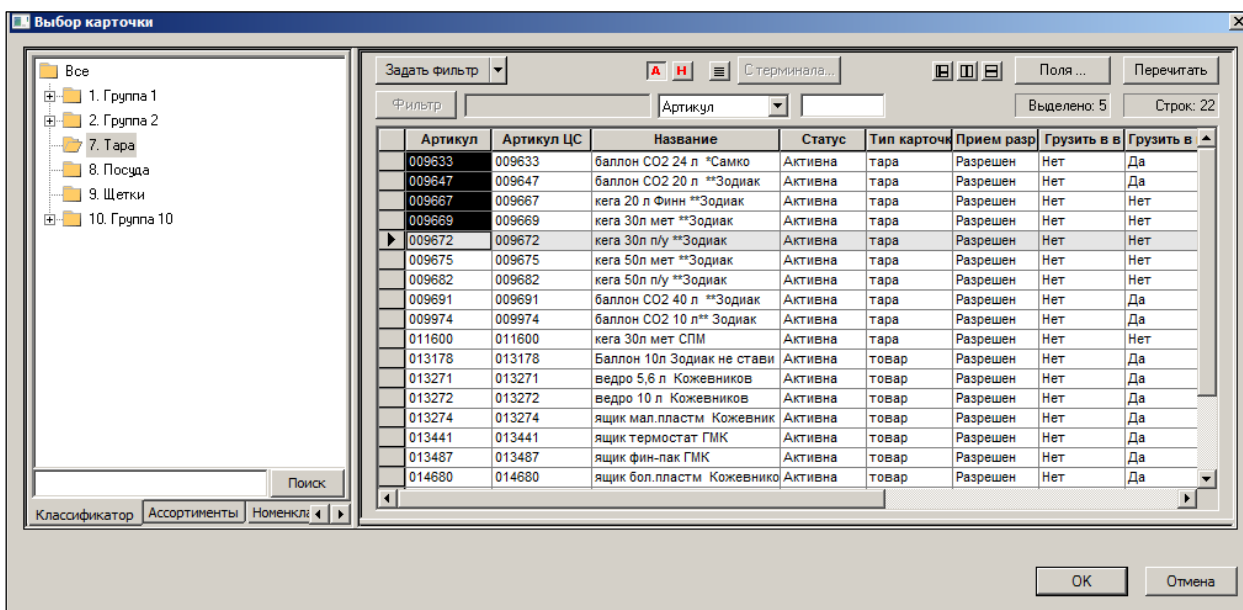 Выбор карточки
Все
1. Группа 1
2. Группа 2
7. Тара
8. Посуда
9. Щетки
10. Группа 10
Поиск
Классификатор Ассортименты Номенкла
Задать фильтр А Н С терминала... Поля ... Перечитать
Фильтр Артикул Выделено: 5 Строк: 22
Артикул Артикул ЦС Название Статус Тип карточк Прием разр Грузить в в Грузить в
009633 009633 баллон СО2 24 л *Самко Активна тара Разрешен Нет Да
009647 009647 баллон СО2 20 л **Зодиак Активна тара Разрешен Нет Да
009667 009667 кега 20 л Финн **Зодиак Активна тара Разрешен Нет Нет
009669 009669 кега 30л мет **Зодиак Активна тара Разрешен Нет Нет
009672 009672 кега 30л п/у **Зодиак Активна тара Разрешен Нет Нет
009675 009675 кега 50л мет **Зодиак Активна тара Разрешен Нет Нет
009682 009682 кега 50л п/у **Зодиак Активна тара Разрешен Нет Нет
009691 009691 баллон СО2 40 л **Зодиак Активна тара Разрешен Нет Да
009974 009974 баллон СО2 10 л** Зодиак Активна тара Разрешен Нет Да
011600 011600 кега 30л мет СПМ Активна тара Разрешен Нет Нет
013178 013178 Баллон 10л Зодиак не стави Активна товар Разрешен Нет Да
013271 013271 ведро 5,6 л Кожевников Активна товар Разрешен Нет Да
013272 013272 ведро 10 л Кожевников Активна товар Разрешен Нет Да
013274 013274 ящик мал.пластм Кожевник Активна товар Разрешен Нет Да
013441 013441 ящик термостат ГМК Активна товар Разрешен Нет Да
013487 013487 ящик фин-пак ГМК Активна товар Разрешен Нет Да
014680 014680 ящик бол.пластм Кожевнико Активна товар Разрешен Нет Да
OK Отмена